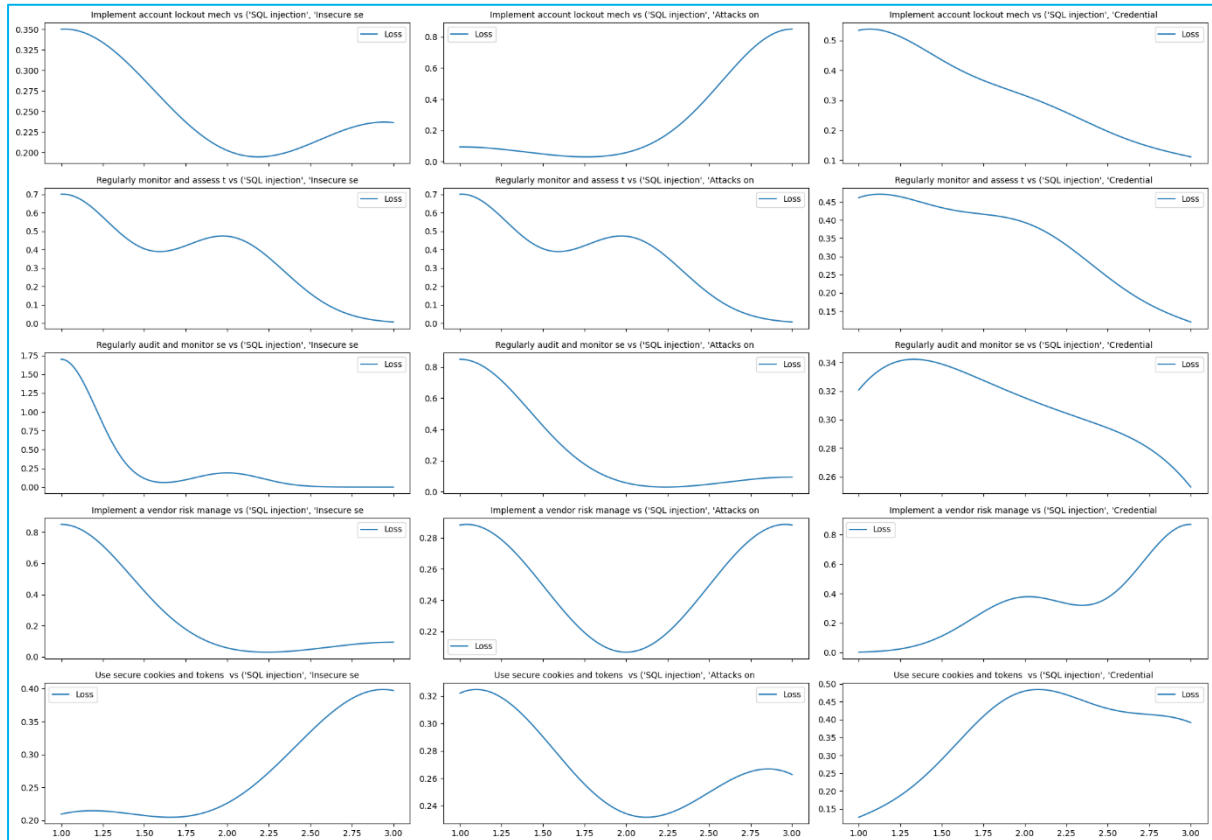 Implement account lockout mech vs ('SQL injection', 'Insecure se
Loss
0.350
0.325
0.300
0.275
0.250
0.225
0.200
Implement account lockout mech vs ('SQL injection', 'Attacks on
Loss
0.8
0.6
0.4
0.2
0.0
Implement account lockout mech vs ('SQL injection', 'Credential
Loss
0.5
0.4
0.3
0.2
0.1
Regularly monitor and assess t vs ('SQL injection', 'Insecure se
Loss
0.7
0.6
0.5
0.4
0.3
0.2
0.1
0.0
Regularly monitor and assess t vs ('SQL injection', 'Attacks on
Loss
0.7
0.6
0.5
0.4
0.3
0.2
0.1
0.0
Regularly monitor and assess t vs ('SQL injection', 'Credential
Loss
0.45
0.40
0.35
0.30
0.25
0.20
0.15
Regularly audit and monitor se vs ('SQL injection', 'Insecure se
Loss
1.75
1.50
1.25
1.00
0.75
0.50
0.25
0.00
Regularly audit and monitor se vs ('SQL injection', 'Attacks on
Loss
0.8
0.6
0.4
0.2
0.0
Regularly audit and monitor se vs ('SQL injection', 'Credential
Loss
0.34
0.32
0.30
0.28
0.26
Implement a vendor risk manage vs ('SQL injection', 'Insecure se
Loss
0.8
0.6
0.4
0.2
0.0
Implement a vendor risk manage vs ('SQL injection', 'Attacks on
0.28
0.26
0.24
0.22
Loss
Implement a vendor risk manage vs ('SQL injection', 'Credential
Loss
0.8
0.6
0.4
0.2
0.0
Use secure cookies and tokens vs ('SQL injection', 'Insecure se
Loss
0.40
0.35
0.30
0.25
0.20
1.00 1.25 1.50 1.75 2.00 2.25 2.50 2.75 3.00
Use secure cookies and tokens vs ('SQL injection', 'Attacks on
Loss
0.32
0.30
0.28
0.26
0.24
1.00 1.25 1.50 1.75 2.00 2.25 2.50 2.75 3.00
Use secure cookies and tokens vs ('SQL injection', 'Credential
Loss
0.50
0.45
0.40
0.35
0.30
0.25
0.20
0.15
1.00 1.25 1.50 1.75 2.00 2.25 2.50 2.75 3.00